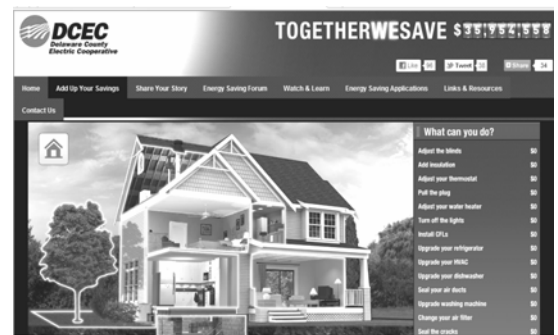 DCEC
Delaware County
Electric Cooperative
TOGETHERWESAVE $35,954,558
Like
Tweet
Share 34
Home Add Up Your Savings Share Your Story Energy Saving Forum Watch & Learn Energy Saving Applications Links & Resources
Contact Us
What can you do?
Adjust the blinds $0
Add insulation $0
Adjust your thermostat $0
Pull the plug $0
Adjust your water heater $0
Turn off the lights $0
Install CFLs $0
Upgrade your refrigerator $0
Upgrade your HVAC $0
Upgrade your dishwasher $0
Seal your air ducts $0
Upgrade washing machine $0
Change your air filter $0
Seal the cracks $0